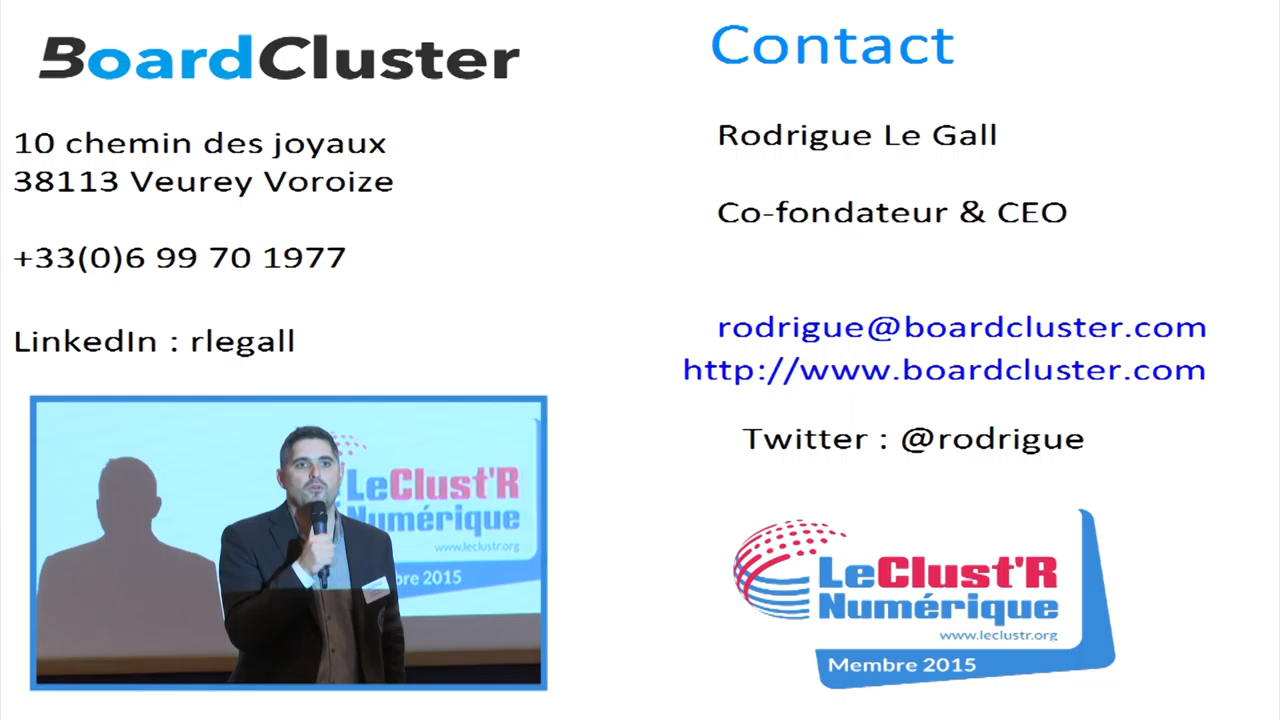 BoardCluster
10 chemin des joyaux
38113 Veurey Voroize
+33(0)6 99 70 1977
LinkedIn : rlegall
Contact
Rodrigue Le Gall
Co-fondateur & CEO
rodrigue@boardcluster.com
http://www.boardcluster.com
Twitter : @rodrigue
LeClust'R
Numérique
www.leclustr.org
bre 2015
LeClust'R
Numérique
www.leclustr.org
Membre 2015